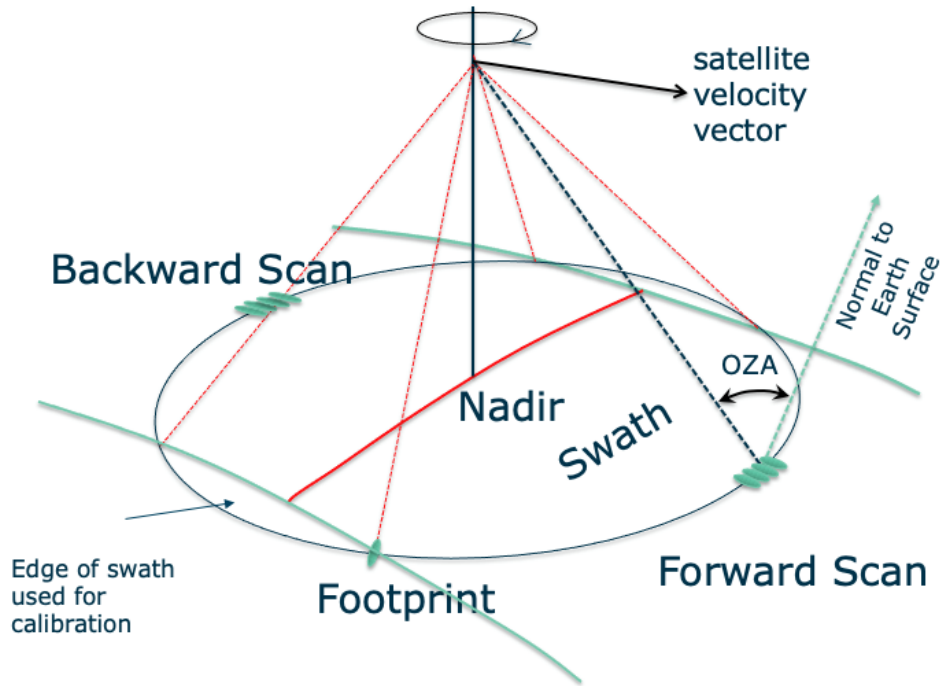 satellite
velocity
vector
Backward Scan
Normal to
Earth
Surface
OZA
Nadir
Swath
Edge of swath
used for
calibration
Footprint
Forward Scan